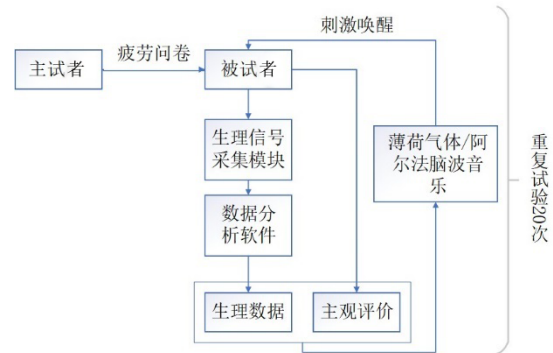 刺激唤醒
疲劳问卷
主试者
被试者
生理信号
采集模块
薄荷气体/阿
尔法脑波音
乐
重复试验20次
数据分
析软件
生理数据
主观评价